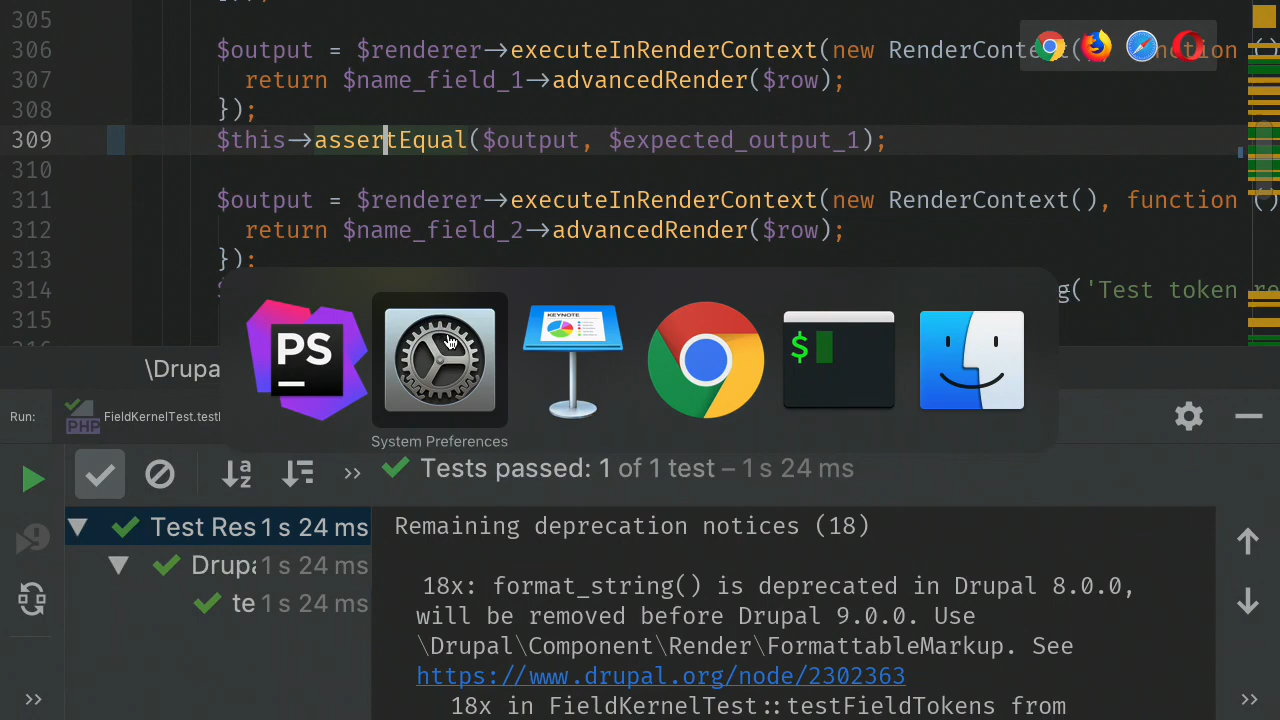 305
306 $output = $renderer->executeInRenderContext(new RenderContext(), function ()
307 return $name_field_1->advancedRender($row);
308 });
309 $this->assertEqual($output, $expected_output_1);
310
311 $output = $renderer->executeInRenderContext(new RenderContext(), function ()
312 return $name_field_2->advancedRender($row);
313 });
314 g('Test token re
315
\Drupa
KEYNOTE
PS
$
System Preferences
Run: PHP FieldKernelTest.testI
Tests passed: 1 of 1 test – 1 s 24 ms
Test Res 1 s 24 ms
Drupa 1 s 24 ms
te 1 s 24 ms
Remaining deprecation notices (18)
18x: format_string() is deprecated in Drupal 8.0.0,
will be removed before Drupal 9.0.0. Use
\Drupal\Component\Render\FormattableMarkup. See
https://www.drupal.org/node/2302363
18x in FieldKernelTest::testFieldTokens from